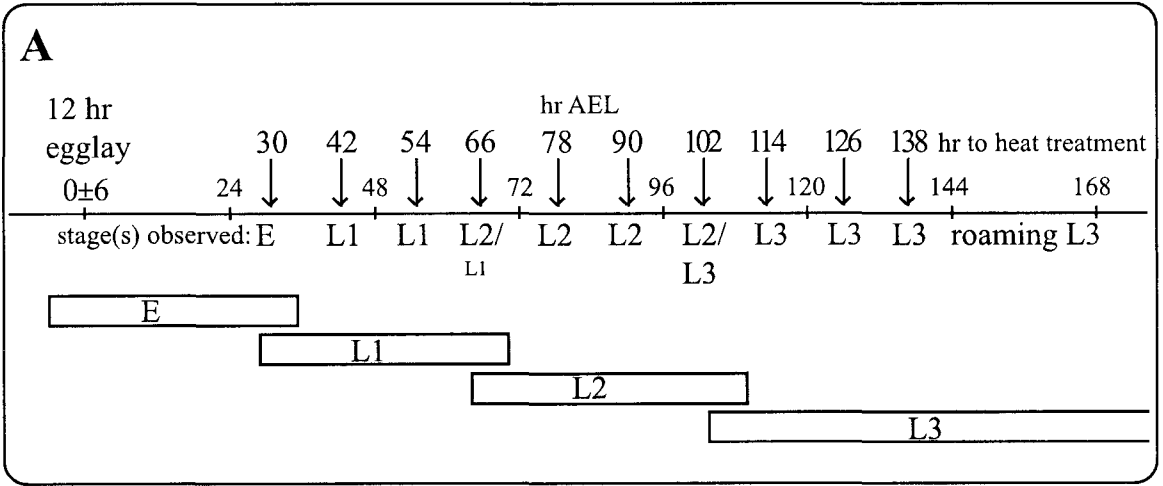 A
12 hr
egglay
0±6
hr AEL
30 42 54 66 78 90 102 114 126 138 hr to heat treatment
24 48 72 96 120 144 168
stage(s) observed: E L1 L1 L2/ L2 L2 L2/ L3 L3 L3 roaming L3
L1 L3
E
L1
L2
L3